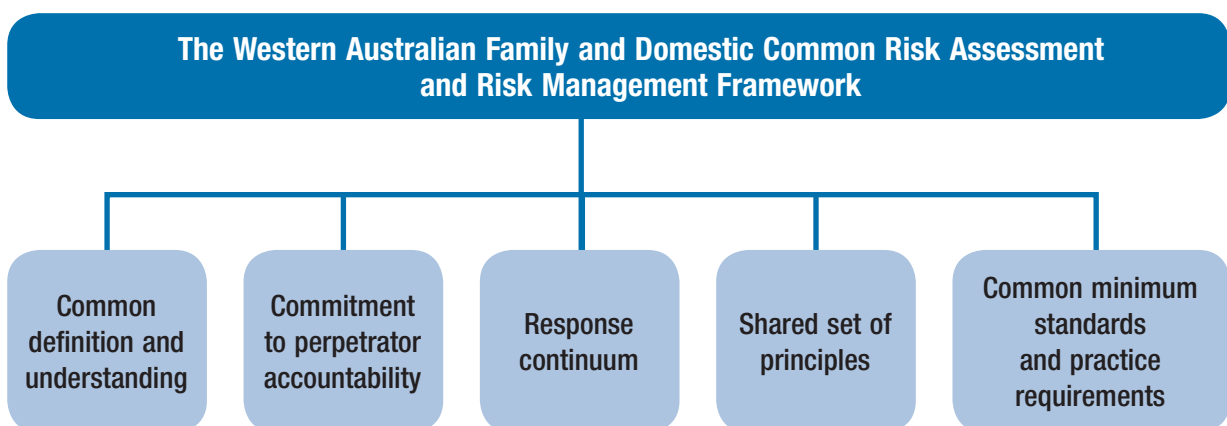 The Western Australian Family and Domestic Common Risk Assessment
and Risk Management Framework
Common
definition and
understanding
Commitment
to perpetrator
accountability
Response
continuum
Shared set of
principles
Common minimum
standards
and practice
requirements